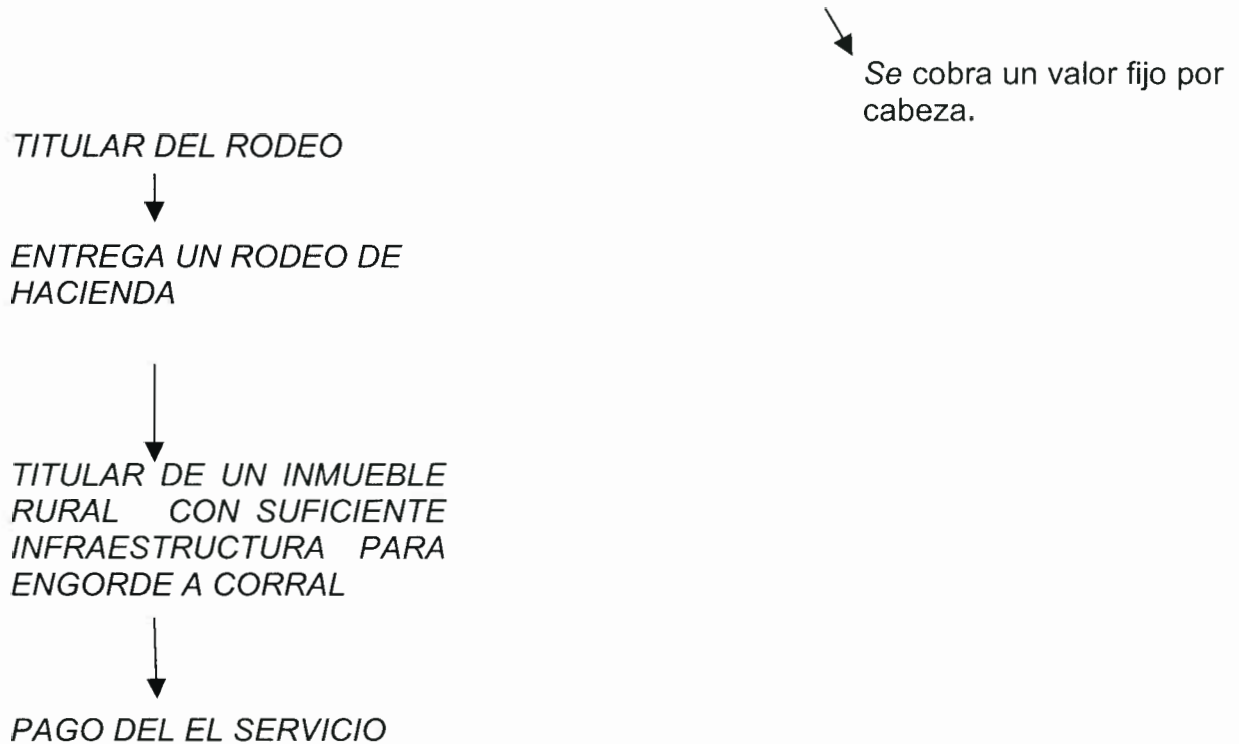 Se cobra un valor fijo por
cabeza.
TITULAR DEL RODEO
ENTREGA UN RODEO DE
HACIENDA
TITULAR DE UN INMUEBLE
RURAL CON SUFICIENTE
INFRAESTRUCTURA PARA
ENGORDE A CORRAL
PAGO DEL EL SERVICIO